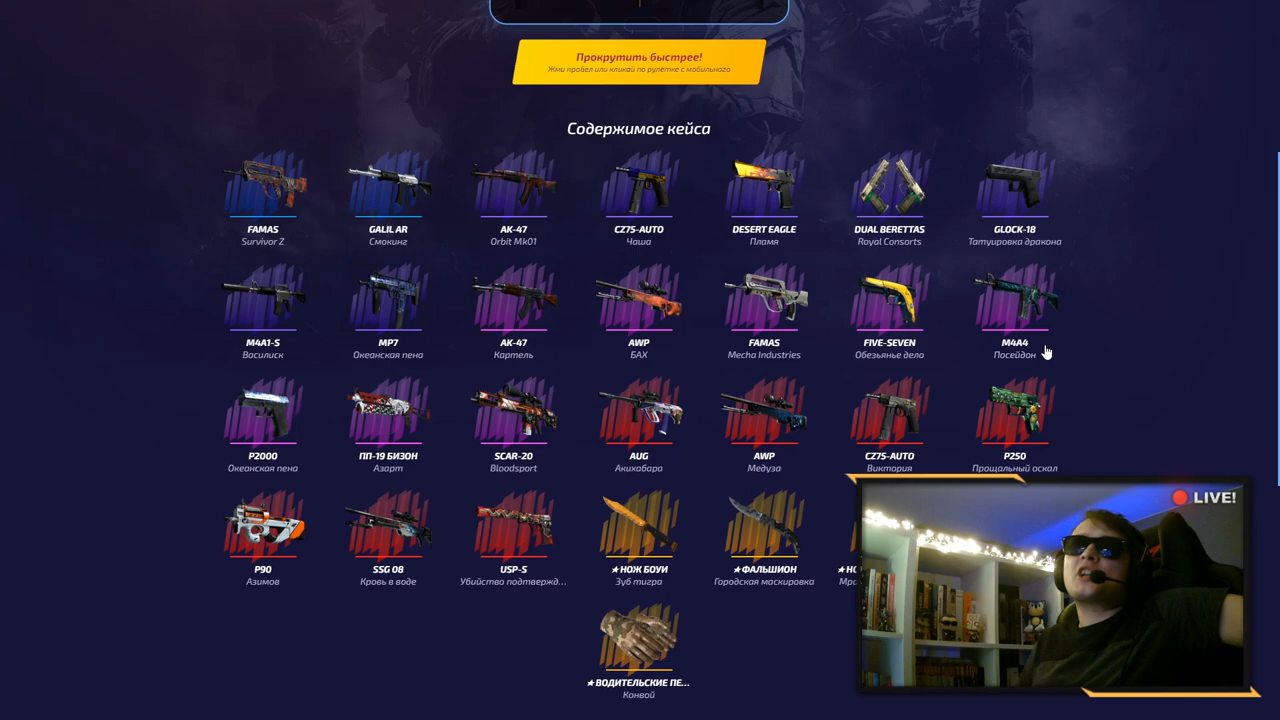 Прокрутить быстрее!
Жми пробел или кликай по рулетке с мобильного
Содержимое кейса
FAMAS
Survivor Z
GALIL AR
Смокинг
AK-47
Orbit Mk01
CZ75-AUTO
Чаша
DESERT EAGLE
Пламя
DUAL BERETTAS
Royal Consorts
GLOCK-18
Татуировка дракона
M4A1-S
Василиск
MP7
Океанская пена
AK-47
Картель
AWP
БАХ
FAMAS
Mecha Industries
FIVE-SEVEN
Обезьянье дело
M4A4
Посейдон
P2000
Океанская пена
ПП-19 БИЗОН
Азарт
SCAR-20
Bloodsport
AUG
Акихабара
AWP
Медуза
CZ75-AUTO
Виктория
P250
Прощальный оскал
LIVE!
P90
Азимов
SSG 08
Кровь в воде
USP-S
Убийства подтвержд...
★ НОЖ БОУИ
Зуб тигра
★ ФАЛЬШИОН
Городская маскировка
★ ВОДИТЕЛЬСКИЕ ПЕ...
Конвой